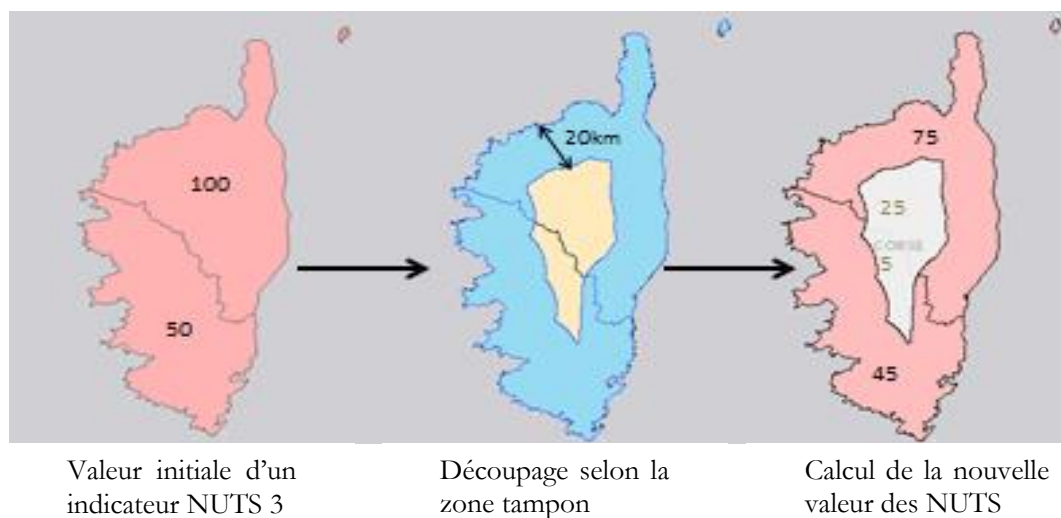 100
50
20km
75
25
CORSE
5
45
Valeur initiale d'un
indicateur NUTS 3
Découpage selon la
zone tampon
Calcul de la nouvelle
valeur des NUTS